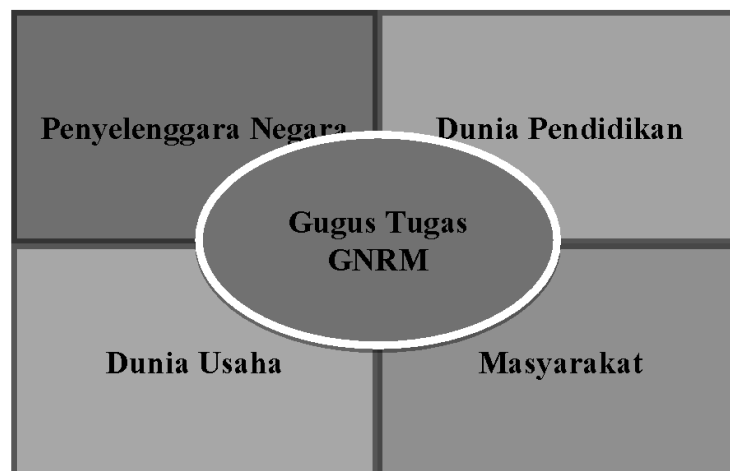 Penyelenggara Negara
Dunia Pendidikan
Gugus Tugas
GNRM
Dunia Usaha
Masyarakat